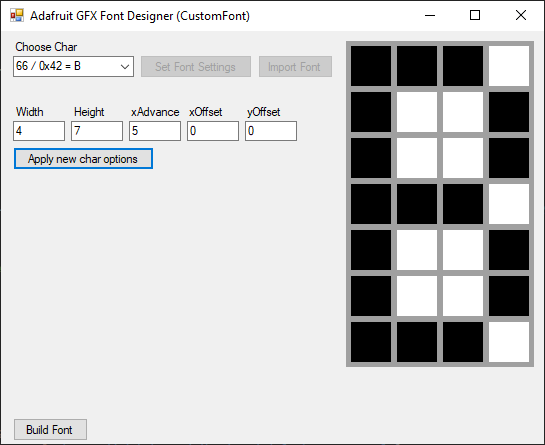 Adafruit GFX Font Designer (CustomFont)
Choose Char
66 / 0x42 = B
Set Font Settings
Import Font
Width Height xAdvance xOffset yOffset
4 7 5 0 0
Apply new char options
Build Font